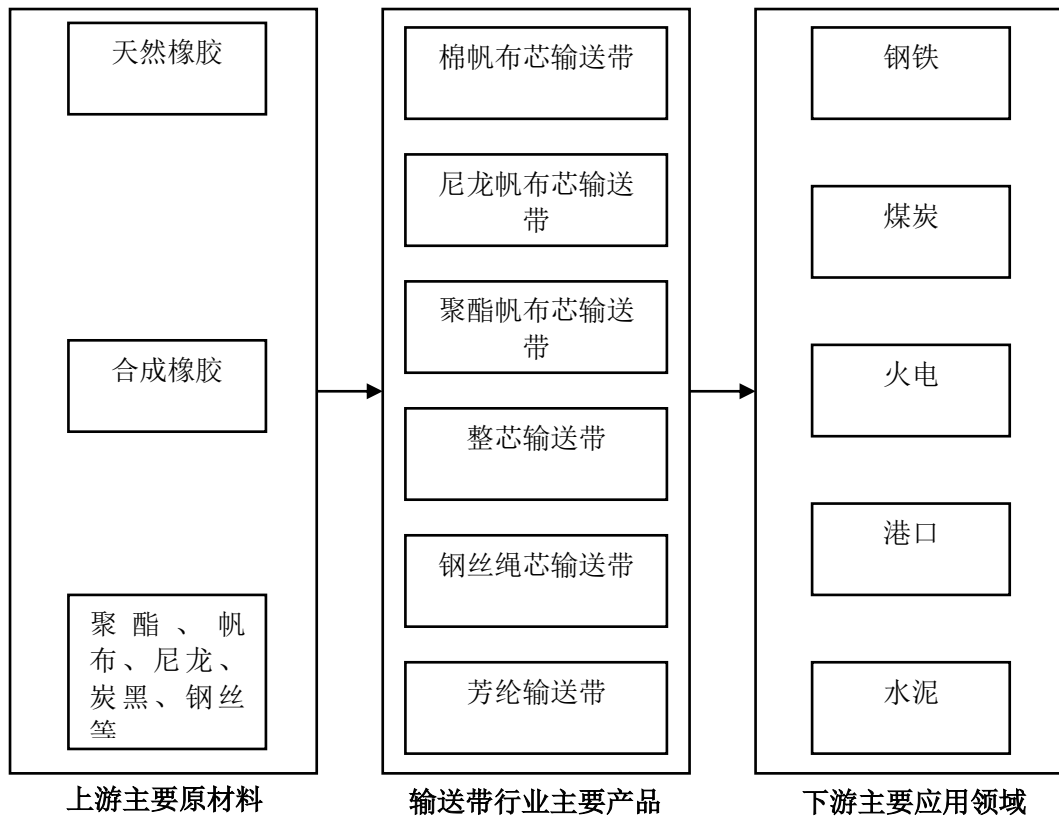 天然橡胶
合成橡胶
聚酯、帆
布、尼龙、
炭黑、钢丝
等
上游主要原材料
棉帆布芯输送带
尼龙帆布芯输送
带
聚酯帆布芯输送
带
整芯输送带
钢丝绳芯输送带
芳纶输送带
输送带行业主要产品
钢铁
煤炭
火电
港口
水泥
下游主要应用领域